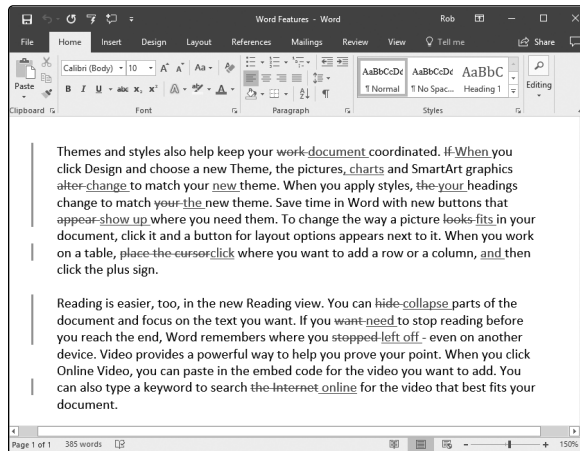 Word Features - Word Rob
File Home Insert Design Layout References Mailings Review View Tell me Share
Paste
Calibri (Body) 10 A A Aa
B I U abc X₂ X² A A
AaBbCcDc AaBbCcDc AaBbC
¶ Normal ¶ No Spac... Heading 1
Editing
Clipboard Font Paragraph Styles
Themes and styles also help keep your work document coordinated. If When you
click Design and choose a new Theme, the pictures, charts and SmartArt graphics
alter change to match your new theme. When you apply styles, the your headings
change to match your the new theme. Save time in Word with new buttons that
appear show up where you need them. To change the way a picture looks fits in your
document, click it and a button for layout options appears next to it. When you work
on a table, place the cursorclick where you want to add a row or a column, and then
click the plus sign.
Reading is easier, too, in the new Reading view. You can hide collapse parts of the
document and focus on the text you want. If you want need to stop reading before
you reach the end, Word remembers where you stopped left off - even on another
device. Video provides a powerful way to help you prove your point. When you click
Online Video, you can paste in the embed code for the video you want to add. You
can also type a keyword to search the Internet online for the video that best fits your
document.
Page 1 of 1 385 words 150%